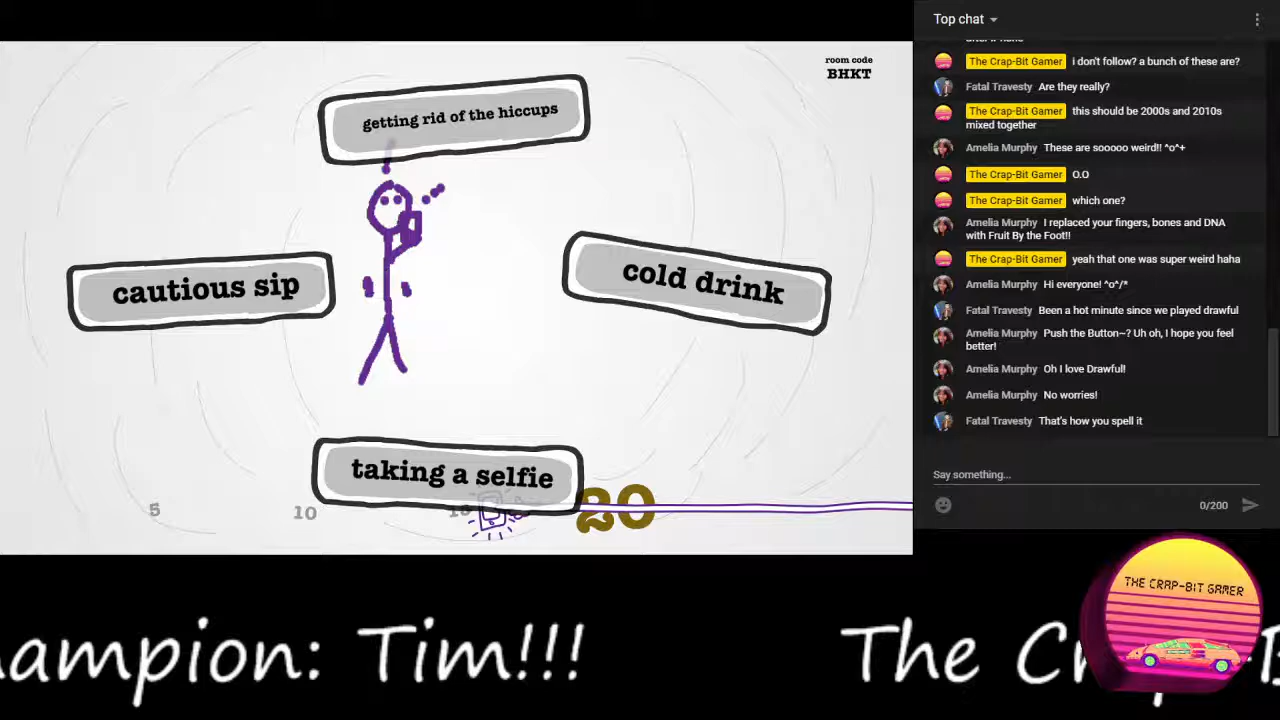 room code
BHKT
getting rid of the hiccups
cautious sip
cold drink
taking a selfie
5
10
20
Top chat
The Crap-Bit Gamer i don't follow? a bunch of these are?
Fatal Travesty Are they really?
The Crap-Bit Gamer this should be 2000s and 2010s
mixed together
Amelia Murphy These are sooooo weird!! ^o^+
The Crap-Bit Gamer O.O
The Crap-Bit Gamer which one?
Amelia Murphy I replaced your fingers, bones and DNA
with Fruit By the Foot!!
The Crap-Bit Gamer yeah that one was super weird haha
Amelia Murphy Hi everyone! ^o^/*
Fatal Travesty Been a hot minute since we played drawful
Amelia Murphy Push the Button~? Uh oh, I hope you feel
better!
Amelia Murphy Oh I love Drawful!
Amelia Murphy No worries!
Fatal Travesty That's how you spell it
Say something...
0/200
THE CRAP-BIT GAMER
hampion: Tim!!! The Cr